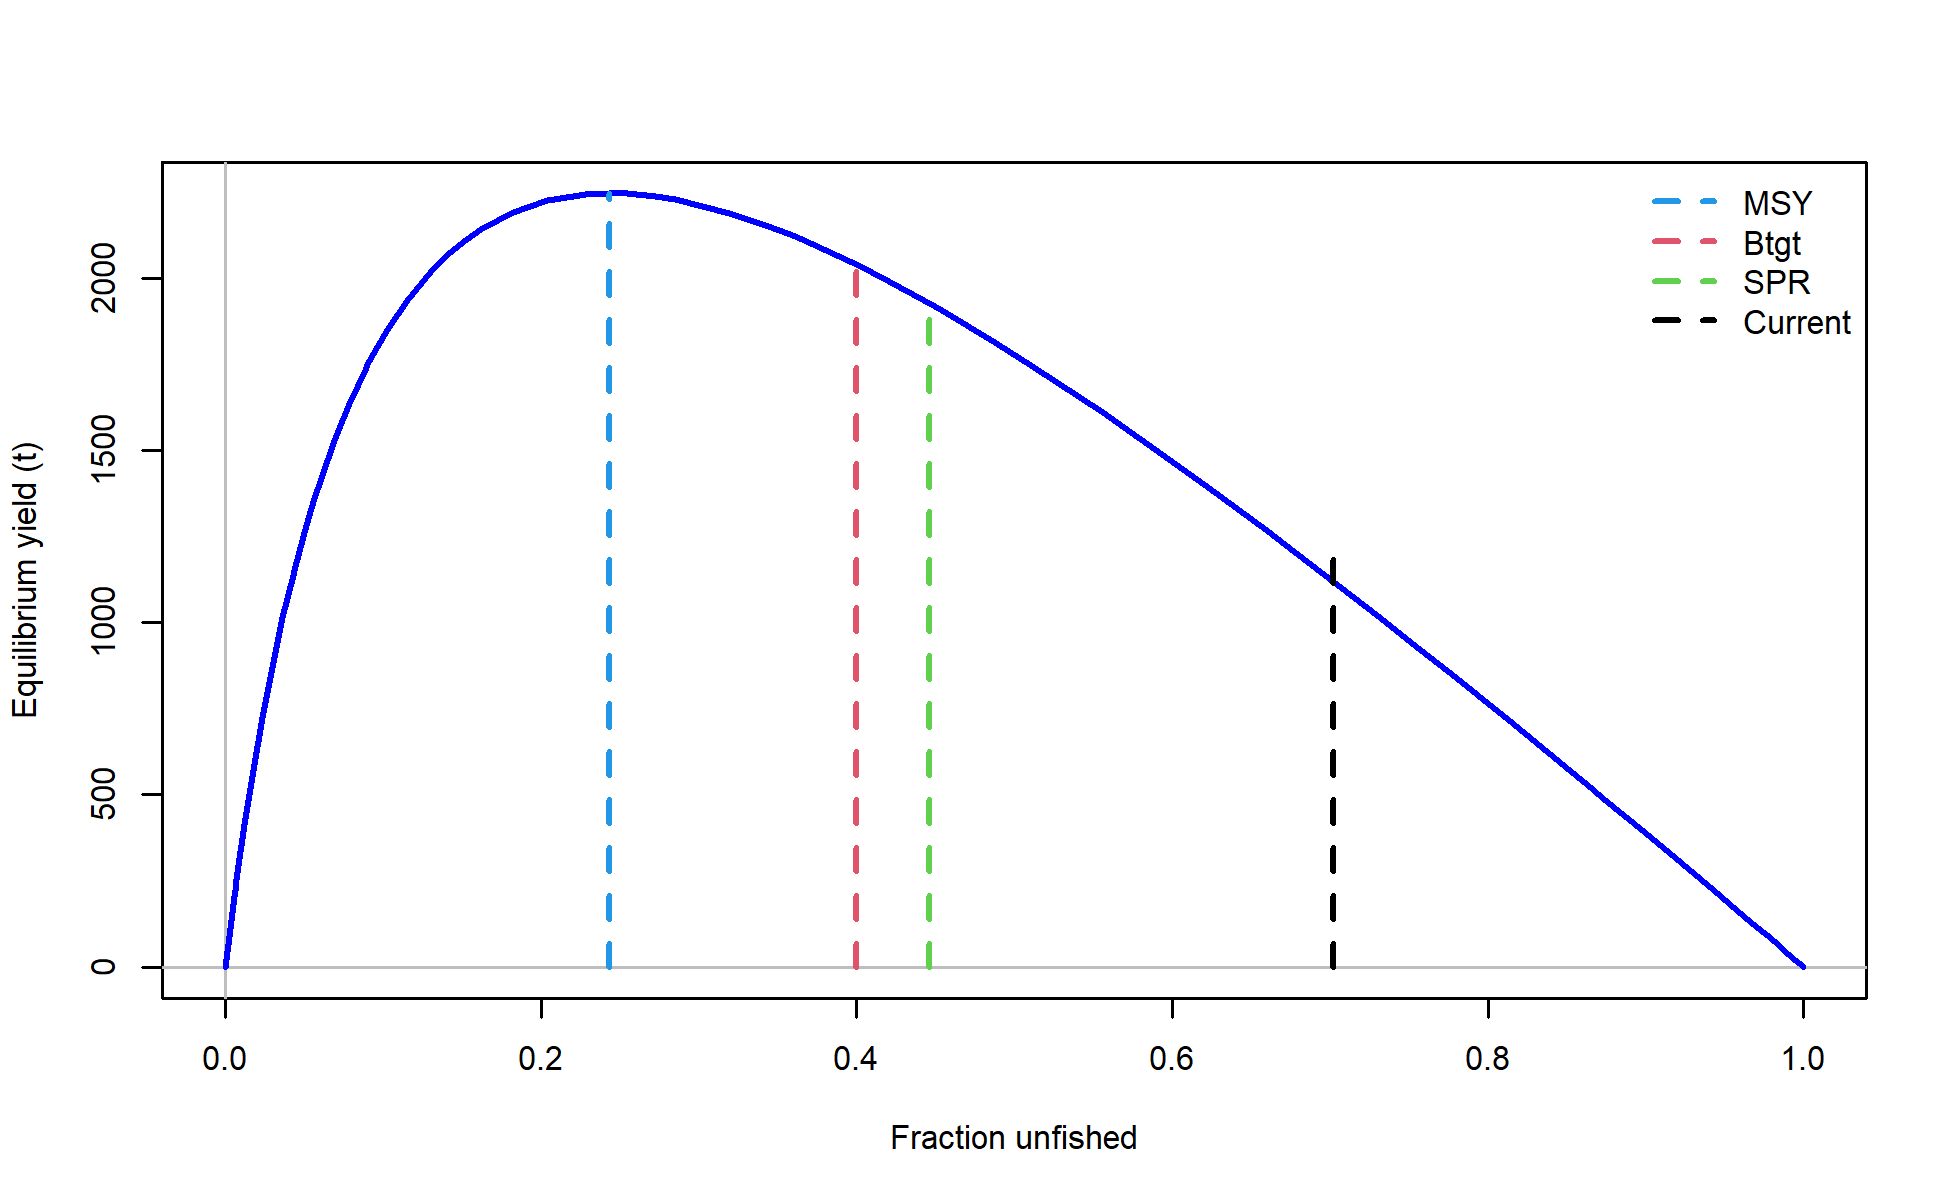 MSY
Btgt
SPR
Current
Equilibrium yield (t)
2000
1500
1000
500
0
0.0 0.2 0.4 0.6 0.8 1.0
Fraction unfished